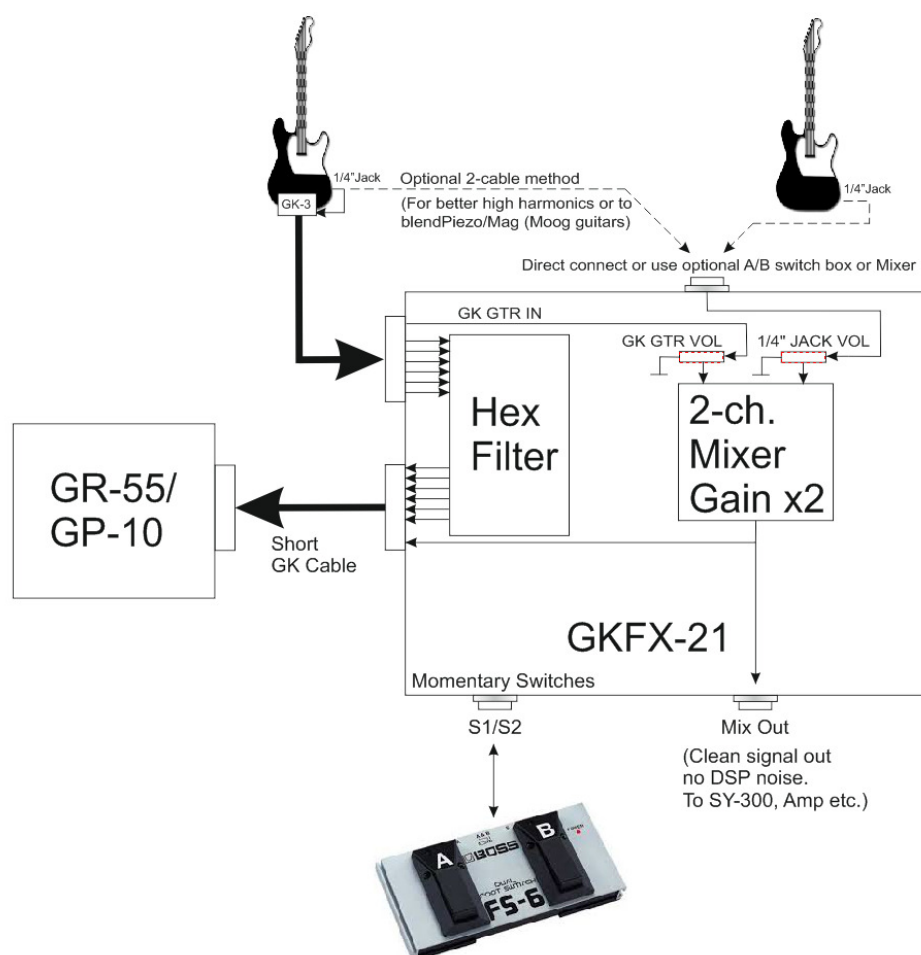 1/4"Jack
GK-3
Optional 2-cable method
(For better high harmonics or to
blendPiezo/Mag (Moog guitars)
1/4"Jack
Direct connect or use optional A/B switch box or Mixer
GK GTR IN
GK GTR VOL
1/4" JACK VOL
Hex
Filter
2-ch.
Mixer
Gain x2
GR-55/
GP-10
Short
GK Cable
GKFX-21
Momentary Switches
S1/S2
Mix Out
(Clean signal out
no DSP noise.
To SY-300, Amp etc.)
A
B
BOSS
DUAL
FOOT SWITCH
FS-6